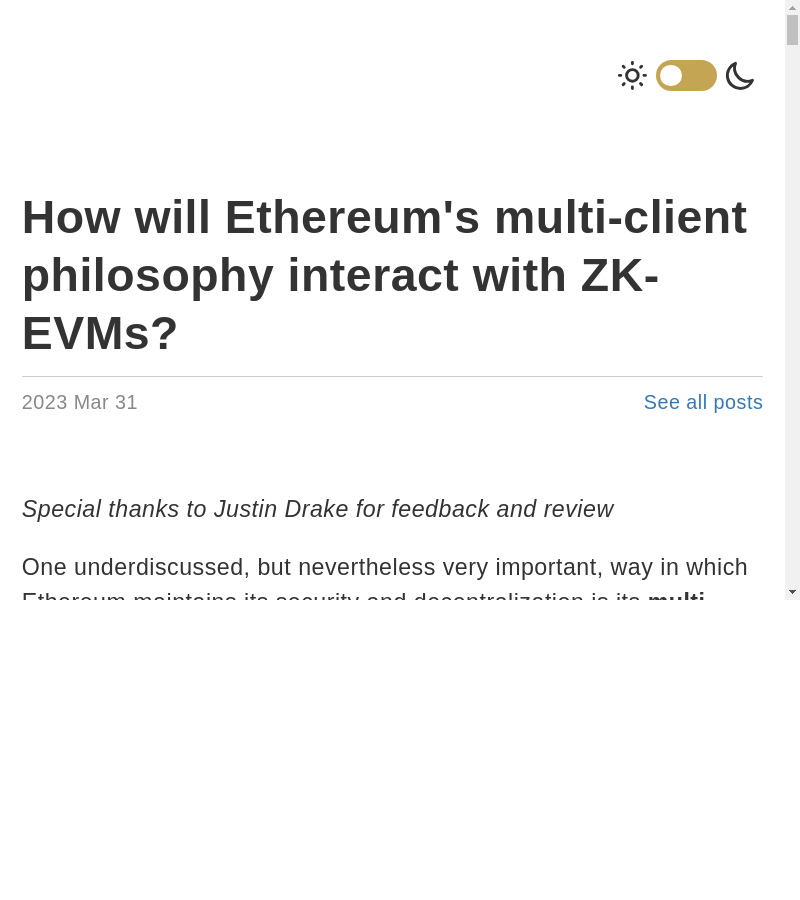 How will Ethereum's multi-client
philosophy interact with ZK-
EVMs?
2023 Mar 31
See all posts
Special thanks to Justin Drake for feedback and review
One underdiscussed, but nevertheless very important, way in which
Ethereum maintains its security and decentralization is its multi-